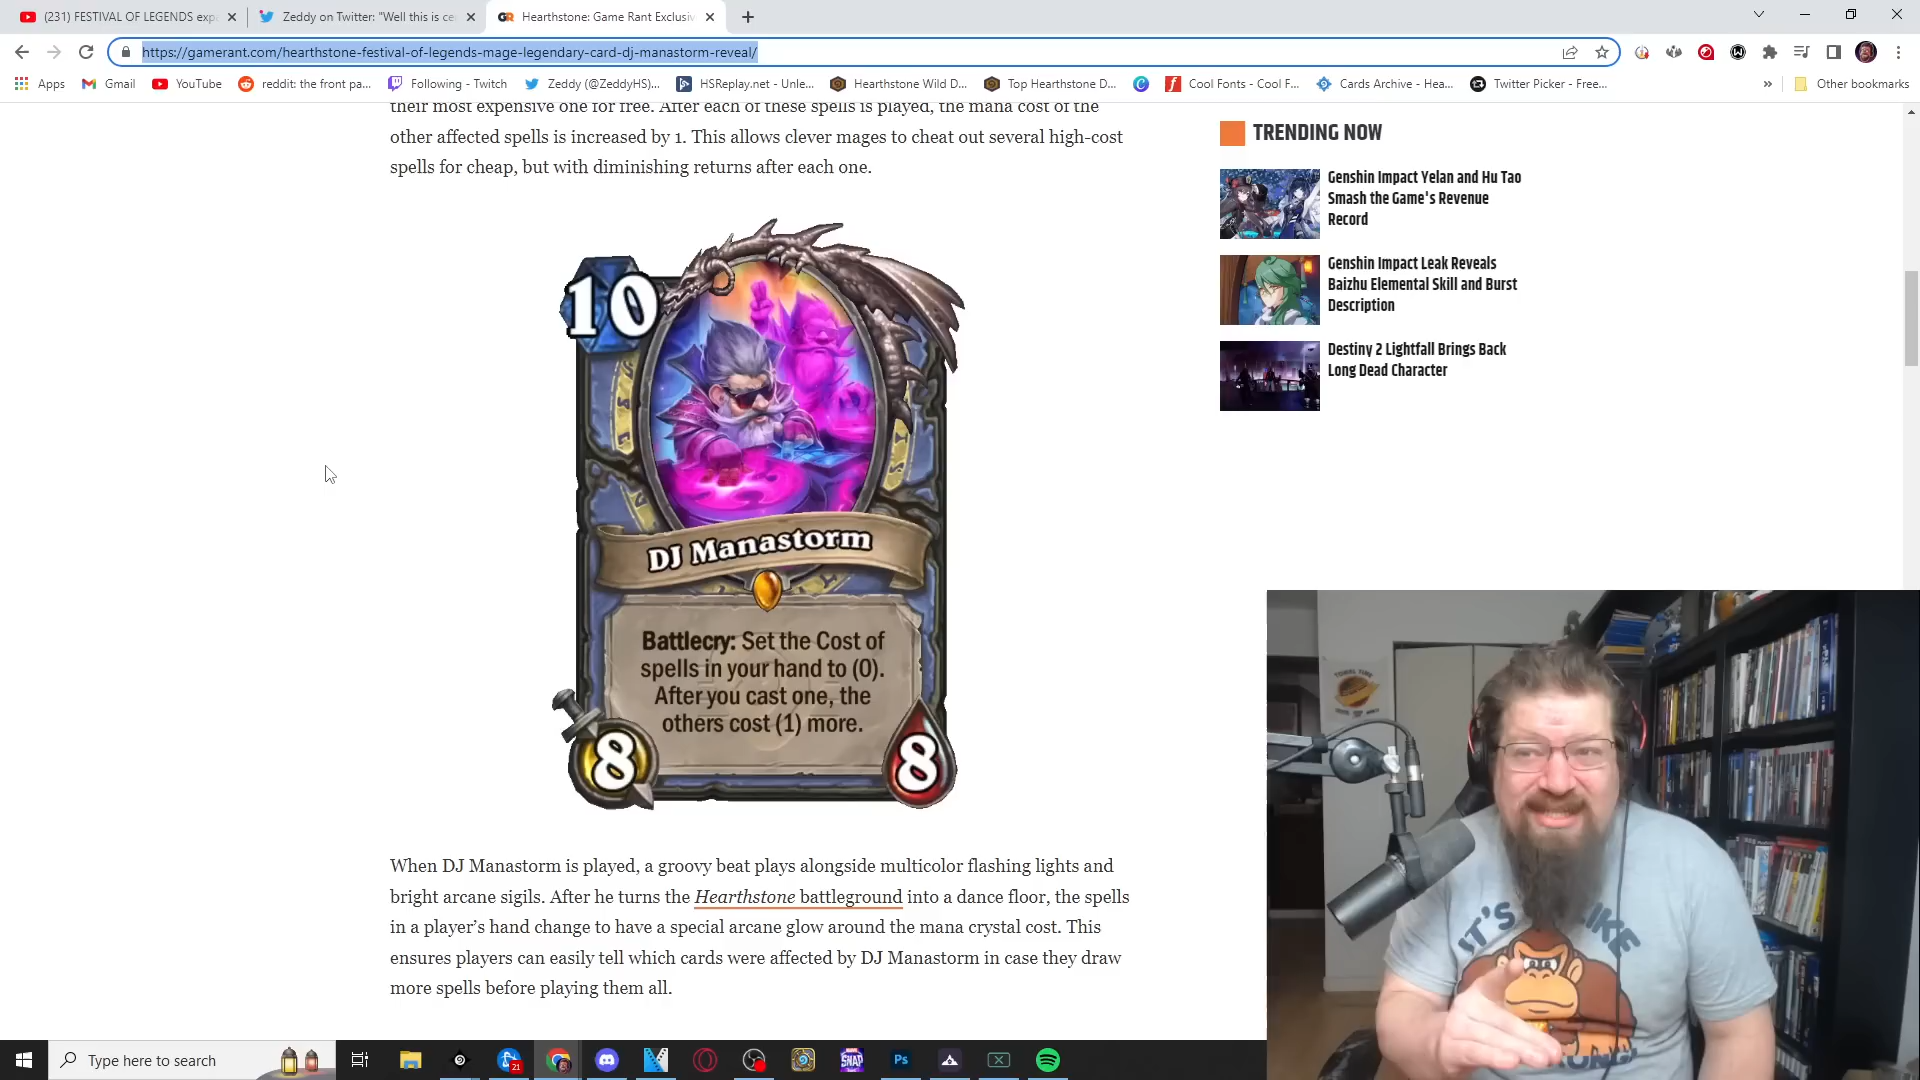 (231) FESTIVAL OF LEGENDS exp
Zeddy on Twitter: "Well this is ce
Hearthstone: Game Rant Exclusiv
https://gamerant.com/hearthstone-festival-of-legends-mage-legendary-card-dj-manastorm-reveal/
Apps
Gmail
YouTube
reddit: the front pa...
Following - Twitch
Zeddy (@ZeddyHS)...
HSReplay.net - Unle...
Hearthstone Wild D...
Top Hearthstone D...
Cool Fonts - Cool F...
Cards Archive - Hea...
Twitter Picker - Free...
»
Other bookmarks
their most expensive one for free. After each of these spells is played, the mana cost of the
other affected spells is increased by 1. This allows clever mages to cheat out several high-cost
spells for cheap, but with diminishing returns after each one.
10
DJ Manastorm
Battlecry: Set the Cost of
spells in your hand to (0).
After you cast one, the
others cost (1) more.
8
8
When DJ Manastorm is played, a groovy beat plays alongside multicolor flashing lights and
bright arcane sigils. After he turns the Hearthstone battleground into a dance floor, the spells
in a player’s hand change to have a special arcane glow around the mana crystal cost. This
ensures players can easily tell which cards were affected by DJ Manastorm in case they draw
more spells before playing them all.
TRENDING NOW
Genshin Impact Yelan and Hu Tao
Smash the Game's Revenue
Record
Genshin Impact Leak Reveals
Baizhu Elemental Skill and Burst
Description
Destiny 2 Lightfall Brings Back
Long Dead Character
IT'S
Type here to search
21
SNAP
Ps